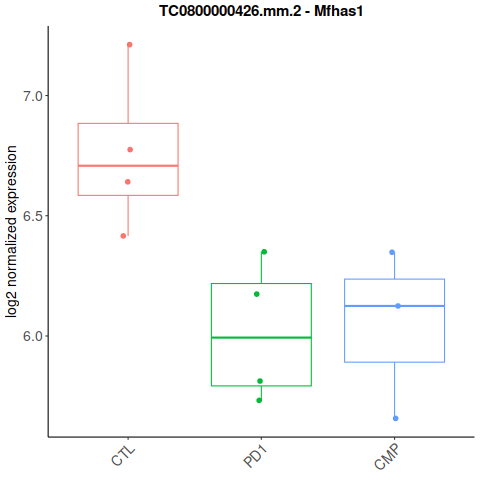 TC0800000426.mm.2 - Mfhas1
log2 normalized expression
7.0
6.5
6.0
CTL
PD1
CMP